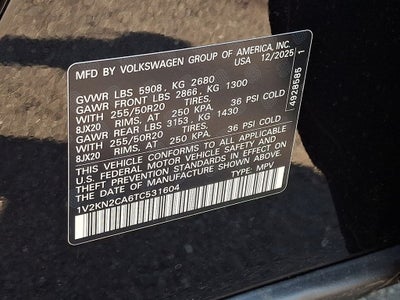 MFD BY VOLKSWAGEN GROUP OF AMERICA, INC.
USA 12/2025
GVWR LBS 5908, KG 2680
GAWR FRONT LBS 2866, KG 1300
WITH 255/50R20 TIRES,
8JX20 RIMS, AT 250 KPA. 36 PSI COLD
GAWR REAR LBS 3153, KG 1430
WITH 255/50R20 TIRES,
8JX20 RIMS, AT 250 KPA. 36 PSI COLD
THIS VEHICLE CONFORMS TO ALL APPLICABLE
U.S. FEDERAL MOTOR VEHICLE SAFETY AND
THEFT PREVENTION STANDARDS IN EFFECT ON
THE DATE OF MANUFACTURE SHOWN ABOVE.
1V2KN2CA6TC531604 TYPE: MPV
4928585 1